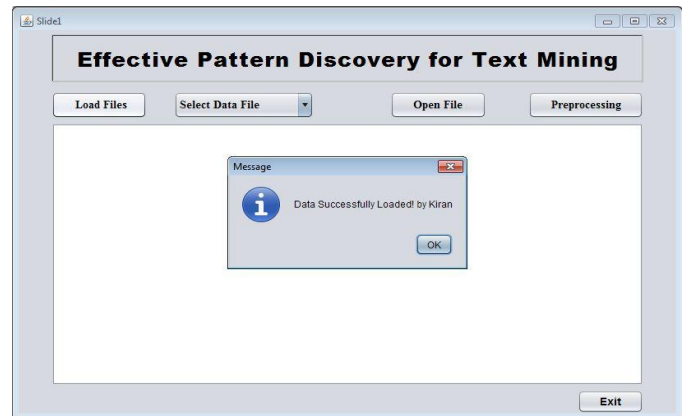 Slide1
Effective Pattern Discovery for Text Mining
Load Files Select Data File Open File Preprocessing
Message
Data Successfully Loaded! by Kiran
OK
Exit